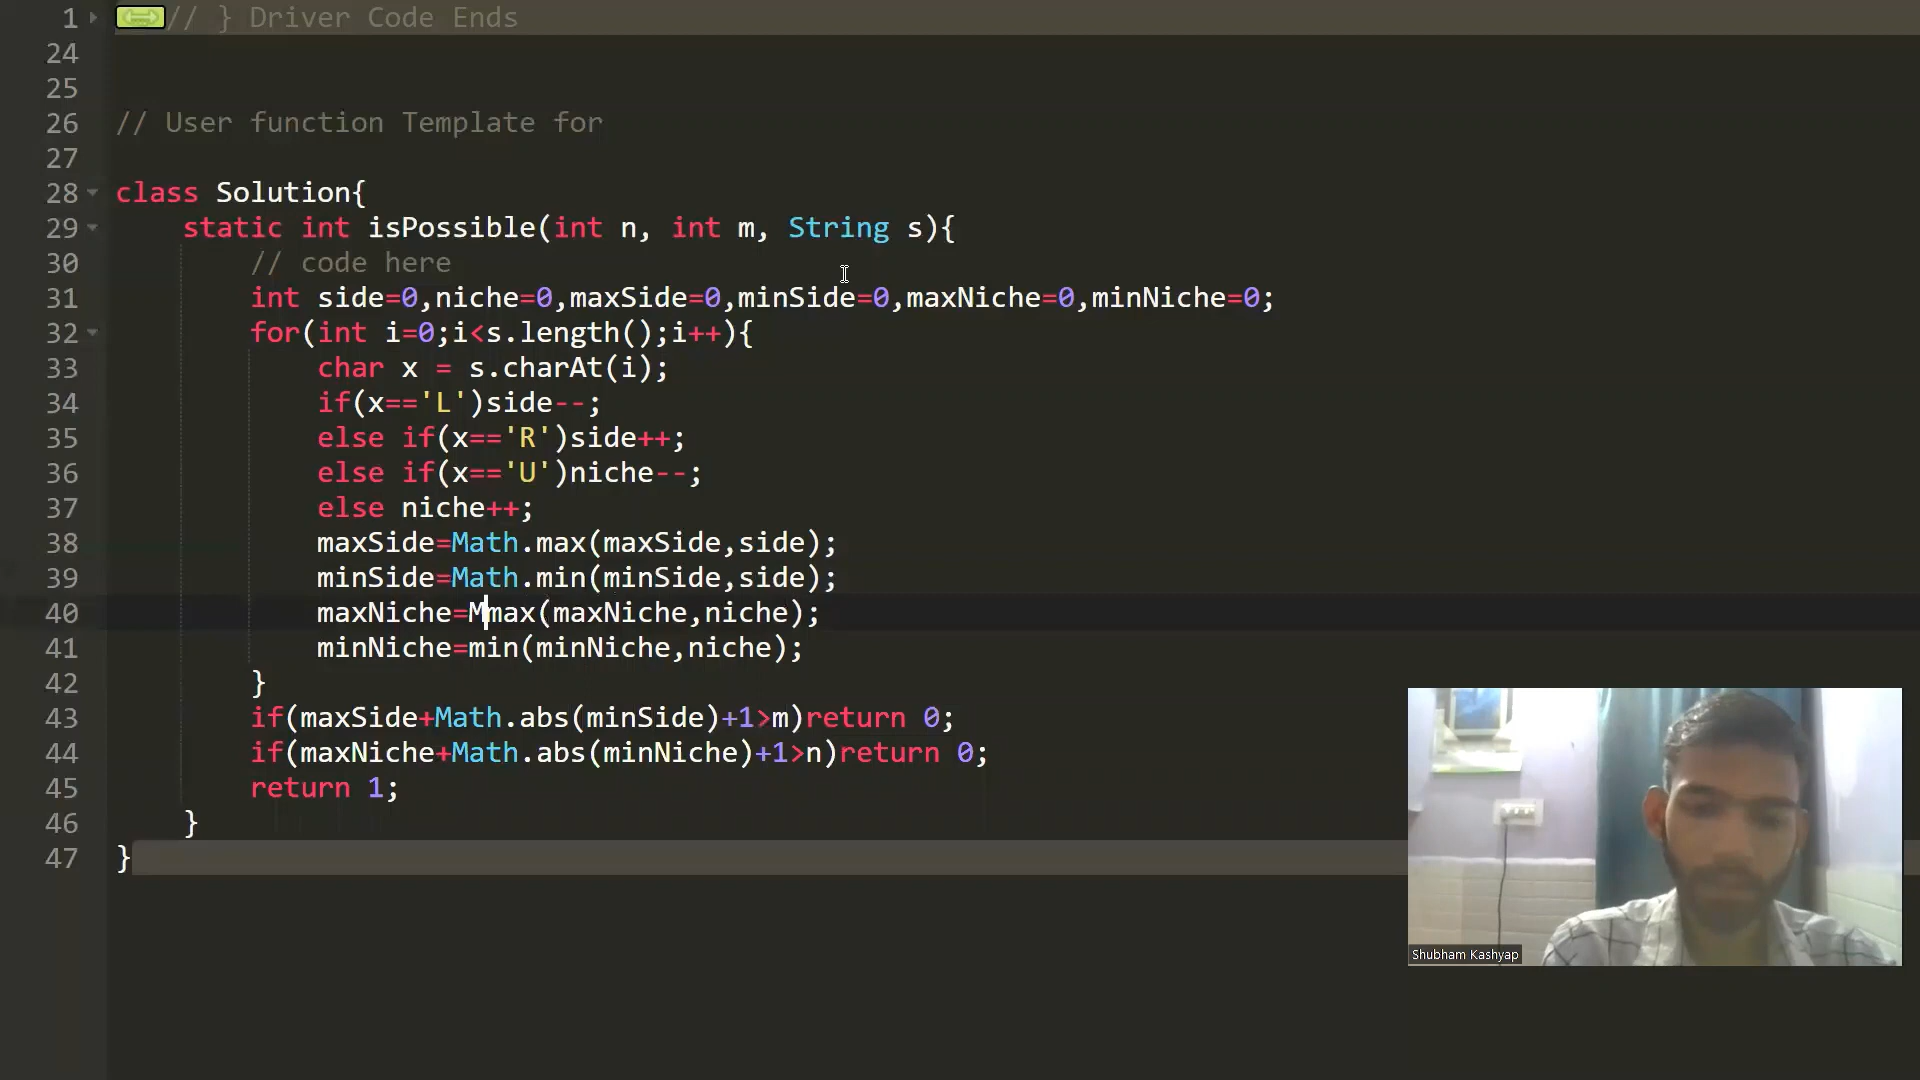 1 // } Driver Code Ends
24
25
26 // User function Template for
27
28 class Solution{
29 static int isPossible(int n, int m, String s){
30 // code here
31 int side=0,niche=0,maxSide=0,minSide=0,maxNiche=0,minNiche=0;
32 for(int i=0;i<s.length();i++){
33 char x = s.charAt(i);
34 if(x=='L')side--;
35 else if(x=='R')side++;
36 else if(x=='U')niche--;
37 else niche++;
38 maxSide=Math.max(maxSide,side);
39 minSide=Math.min(minSide,side);
40 maxNiche=Mmax(maxNiche,niche);
41 minNiche=min(minNiche,niche);
42 }
43 if(maxSide+Math.abs(minSide)+1>m)return 0;
44 if(maxNiche+Math.abs(minNiche)+1>n)return 0;
45 return 1;
46 }
47 }
Shubham Kashyap